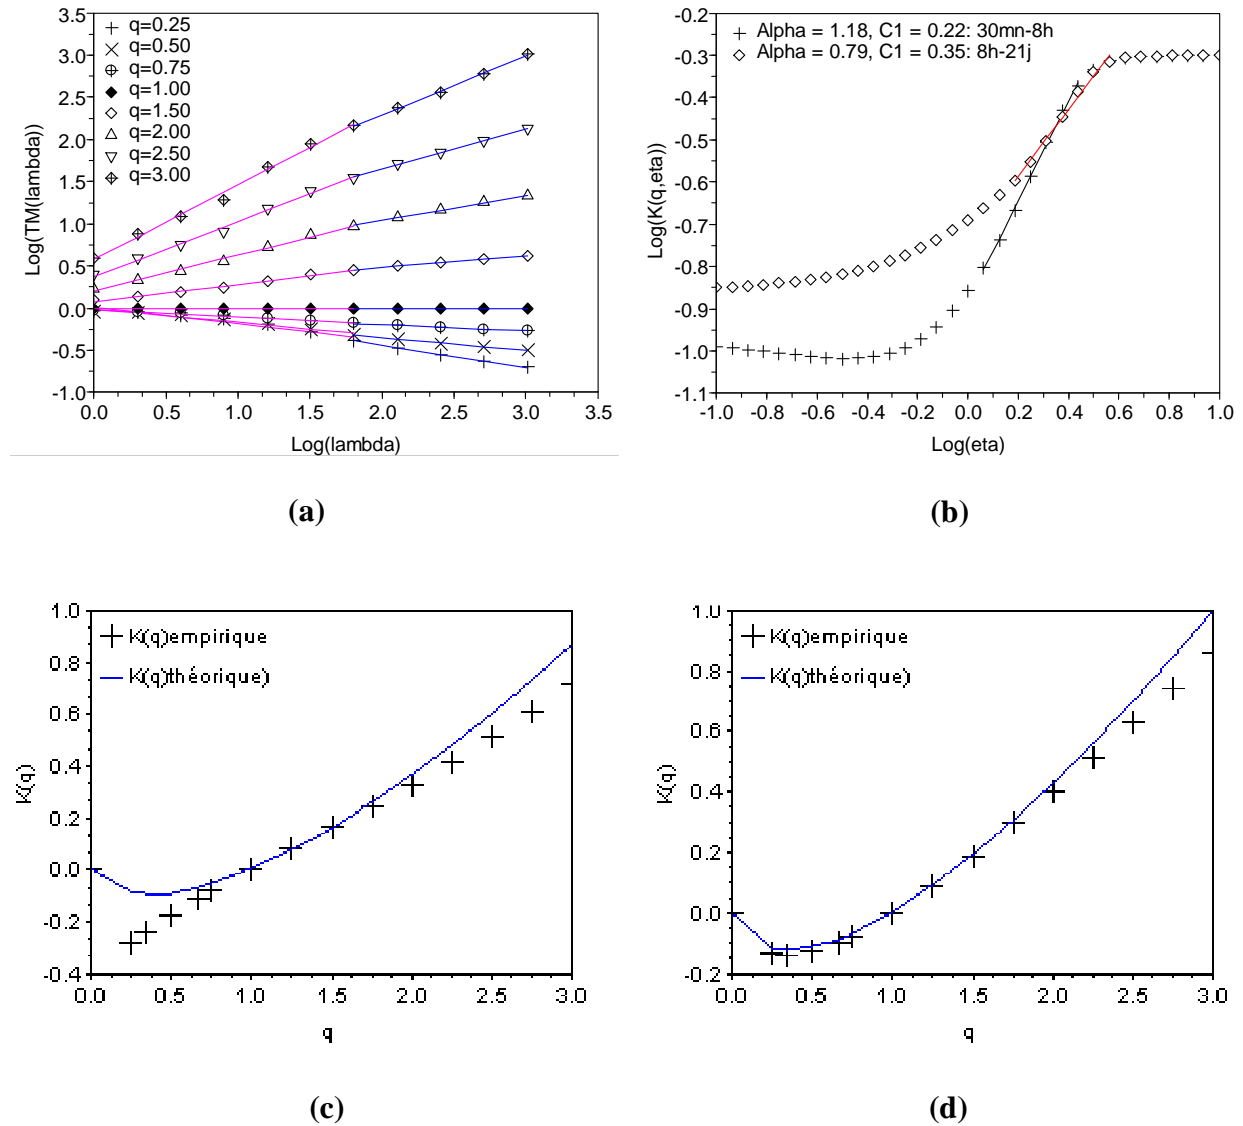 q=0.25
q=0.50
q=0.75
q=1.00
q=1.50
q=2.00
q=2.50
q=3.00
3.5
3.0
2.5
2.0
1.5
1.0
0.5
0.0
-0.5
-1.0
Log(TM(lambda))
0.0 0.5 1.0 1.5 2.0 2.5 3.0 3.5
Log(lambda)
(a)
Alpha = 1.18, C1 = 0.22: 30mn-8h
Alpha = 0.79, C1 = 0.35: 8h-21j
-0.2
-0.3
-0.4
-0.5
-0.6
-0.7
-0.8
-0.9
-1.0
-1.1
Log(K(q,eta))
-1.0 -0.8 -0.6 -0.4 -0.2 0.0 0.2 0.4 0.6 0.8 1.0
Log(eta)
(b)
K(q)empirique
K(q)théorique)
1.0
0.8
0.6
0.4
0.2
0.0
-0.2
-0.4
K(q)
0.0 0.5 1.0 1.5 2.0 2.5 3.0
q
(c)
K(q)empirique
K(q)théorique)
1.0
0.8
0.6
0.4
0.2
0.0
-0.2
K(q)
0.0 0.5 1.0 1.5 2.0 2.5 3.0
q
(d)